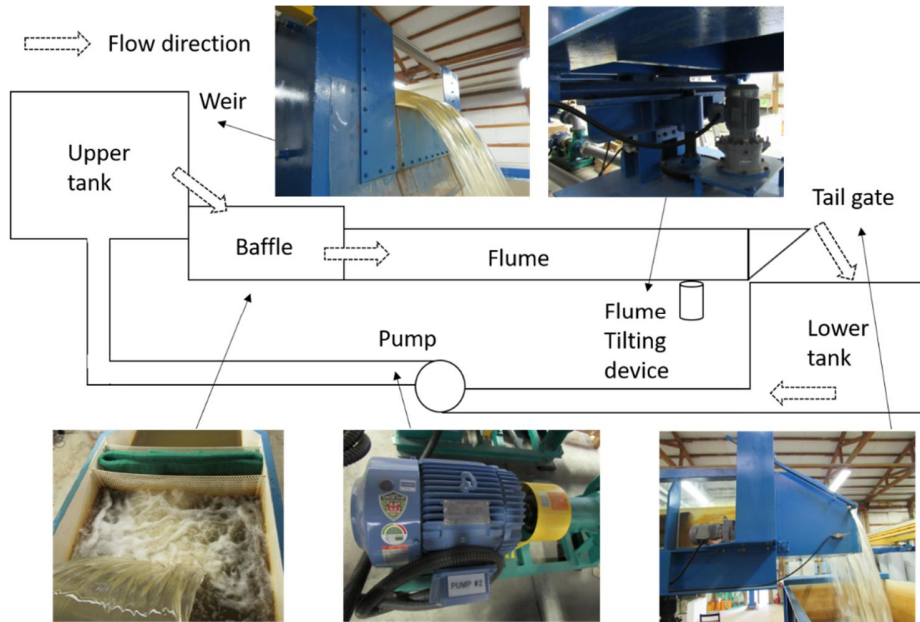 Flow direction
Weir
Upper
tank
Tail gate
Baffle
Flume
Pump
Flume
Tilting
device
Lower
tank
PUMP #2